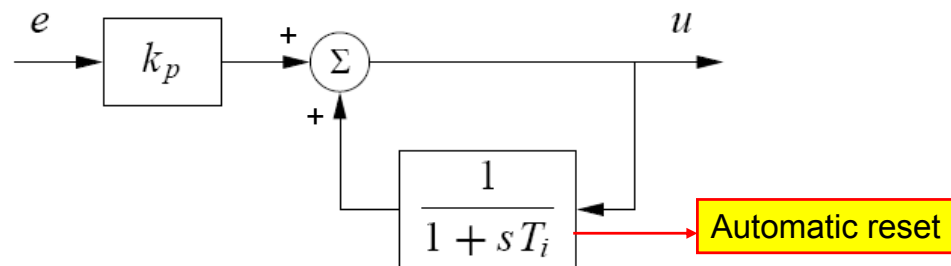 e
k_p
+
Σ
u
+
1
1 + sT_i
Automatic reset